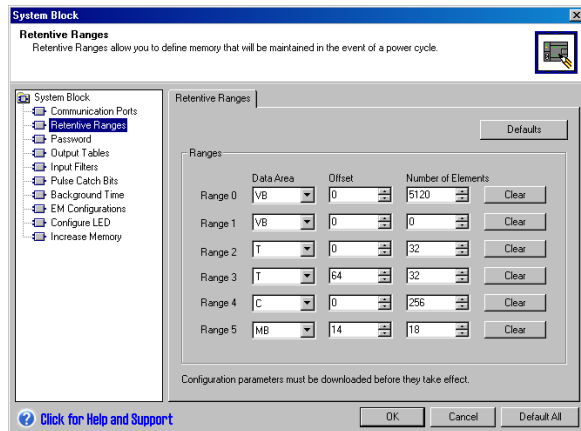 System Block
Retentive Ranges
Retentive Ranges allow you to define memory that will be maintained in the event of a power cycle.
System Block
Communication Ports
Retentive Ranges
Password
Output Tables
Input Filters
Pulse Catch Bits
Background Time
EM Configurations
Configure LED
Increase Memory
Retentive Ranges
Defaults
Ranges
Data Area Offset Number of Elements
Range 0 VB 0 5120 Clear
Range 1 VB 0 0 Clear
Range 2 T 0 32 Clear
Range 3 T 64 32 Clear
Range 4 C 0 256 Clear
Range 5 MB 14 18 Clear
Configuration parameters must be downloaded before they take effect.
Click for Help and Support OK Cancel Default All